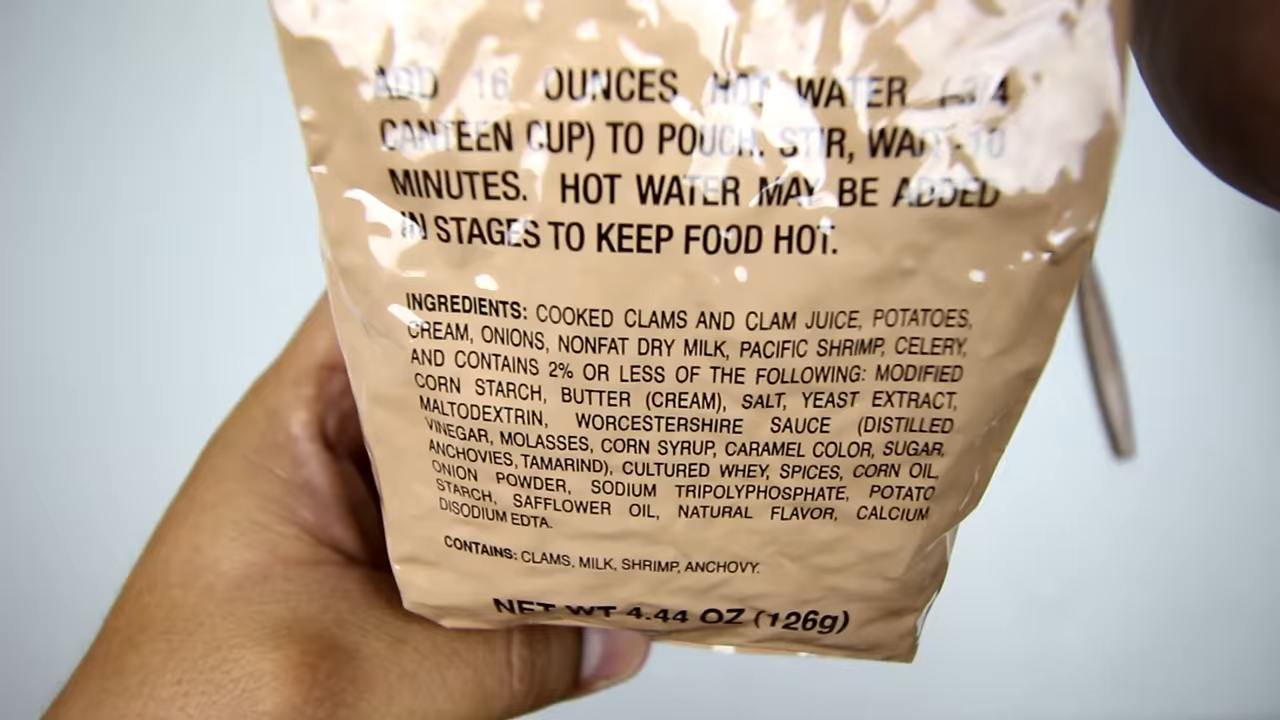 ADD 16 OUNCES HOT WATER (~3/4
CANTEEN CUP) TO POUCH. STIR, WAIT ~10
MINUTES. HOT WATER MAY BE ADDED
IN STAGES TO KEEP FOOD HOT.
INGREDIENTS: COOKED CLAMS AND CLAM JUICE, POTATOES,
CREAM, ONIONS, NONFAT DRY MILK, PACIFIC SHRIMP, CELERY,
AND CONTAINS 2% OR LESS OF THE FOLLOWING: MODIFIED
CORN STARCH, BUTTER (CREAM), SALT, YEAST EXTRACT,
MALTODEXTRIN, WORCESTERSHIRE SAUCE (DISTILLED
VINEGAR, MOLASSES, CORN SYRUP, CARAMEL COLOR, SUGAR,
ANCHOVIES, TAMARIND), CULTURED WHEY, SPICES, CORN OIL,
ONION POWDER, SODIUM TRIPOLYPHOSPHATE, POTATO
STARCH, SAFFLOWER OIL, NATURAL FLAVOR, CALCIUM
DISODIUM EDTA.
CONTAINS: CLAMS, MILK, SHRIMP, ANCHOVY.
NET WT 4.44 OZ (126g)